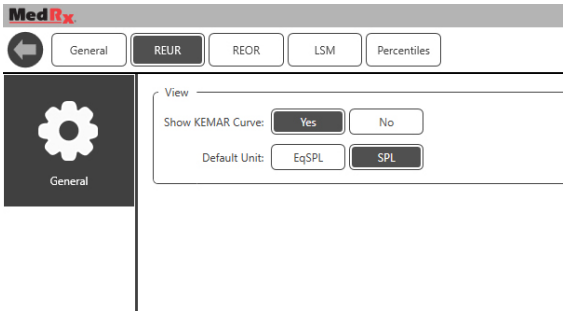 MedRx
General REUR REOR LSM Percentiles
View
Show KEMAR Curve: Yes No
Default Unit: EqSPL SPL
General